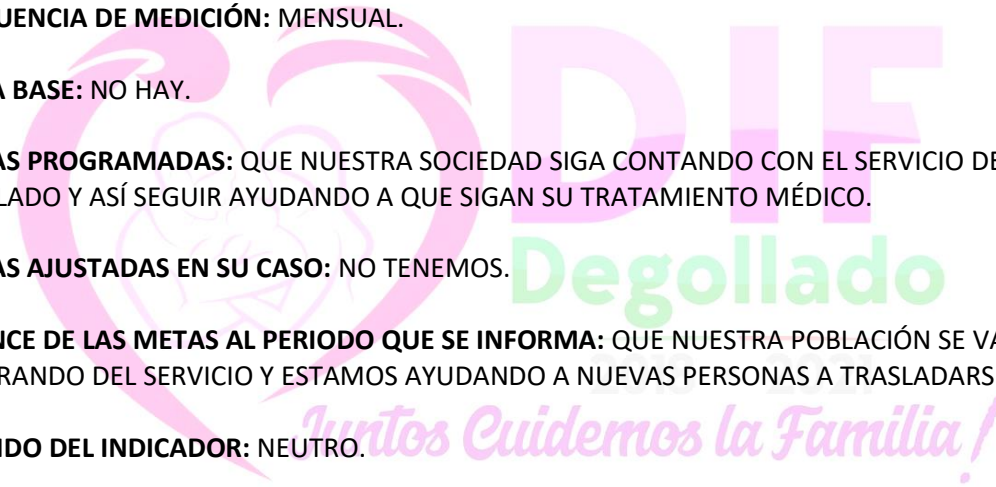 UENCIA DE MEDICIÓN: MENSUAL.
A BASE: NO HAY.
AS PROGRAMADAS: QUE NUESTRA SOCIEDAD SIGA CONTANDO CON EL SERVICIO DE
LADO Y ASÍ SEGUIR AYUDANDO A QUE SIGAN SU TRATAMIENTO MÉDICO.
AS AJUSTADAS EN SU CASO: NO TENEMOS.
NCE DE LAS METAS AL PERIODO QUE SE INFORMA: QUE NUESTRA POBLACIÓN SE VA
RANDO DEL SERVICIO Y ESTAMOS AYUDANDO A NUEVAS PERSONAS A TRASLADARS
IDO DEL INDICADOR: NEUTRO.
DIF
Degollado
2018 - 2021
Juntos Cuidemos la Familia!